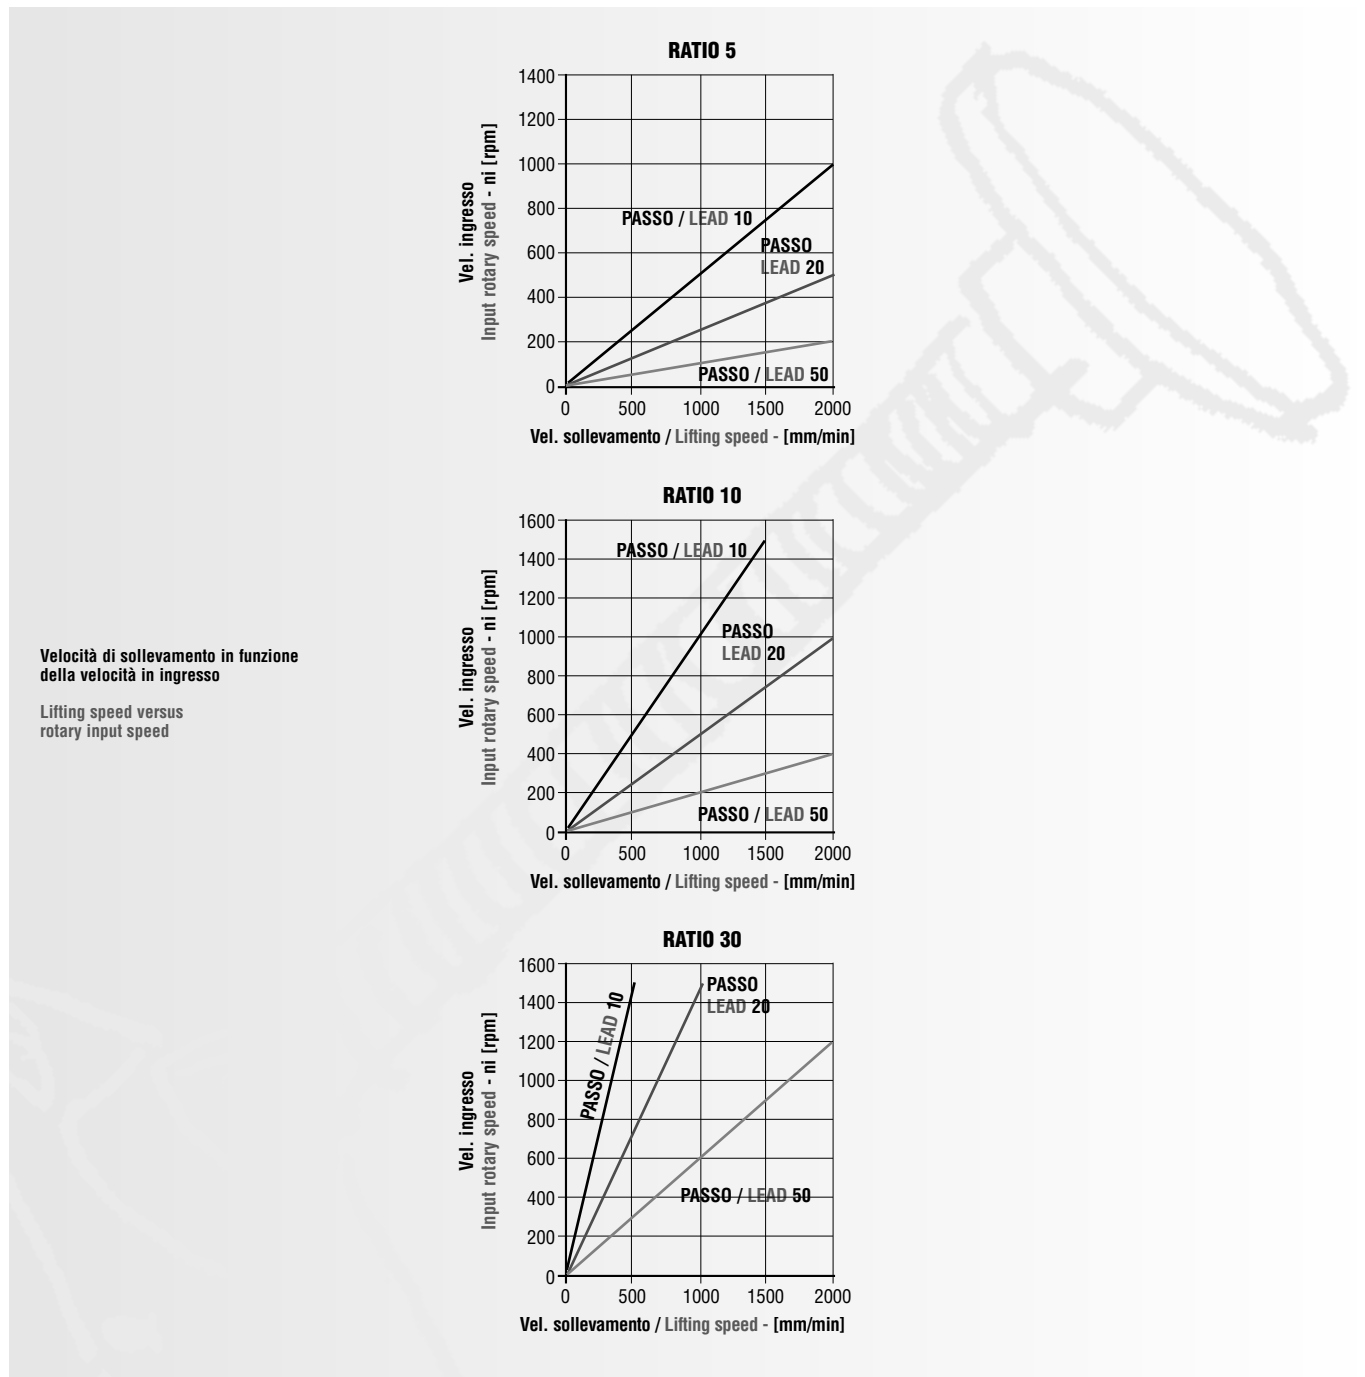 RATIO 5
1400
1200
1000
800
600
400
200
0
Vel. ingresso
Input rotary speed - ni [rpm]
PASSO / LEAD 10
PASSO
LEAD 20
PASSO / LEAD 50
0 500 1000 1500 2000
Vel. sollevamento / Lifting speed - [mm/min]
RATIO 10
1600
1400
1200
1000
800
600
400
200
0
Vel. ingresso
Input rotary speed - ni [rpm]
PASSO / LEAD 10
PASSO
LEAD 20
PASSO / LEAD 50
0 500 1000 1500 2000
Vel. sollevamento / Lifting speed - [mm/min]
Velocità di sollevamento in funzione
della velocità in ingresso
Lifting speed versus
rotary input speed
RATIO 30
1600
1400
1200
1000
800
600
400
200
0
Vel. ingresso
Input rotary speed - ni [rpm]
PASSO / LEAD 10
PASSO
LEAD 20
PASSO / LEAD 50
0 500 1000 1500 2000
Vel. sollevamento / Lifting speed - [mm/min]